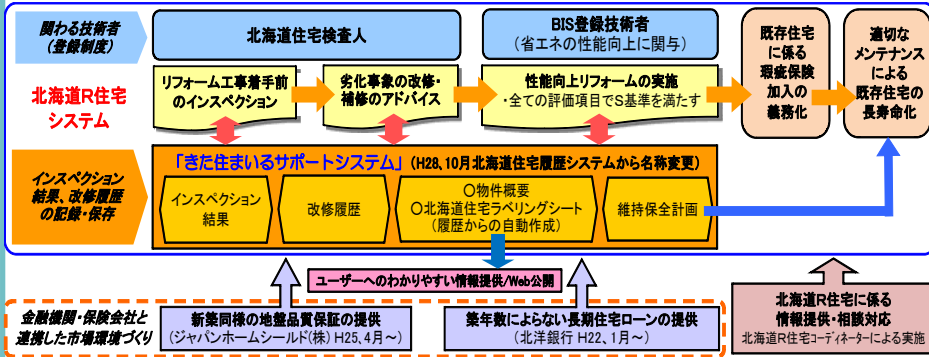 関わる技術者
(登録制度)
北海道住宅検査人
BIS登録技術者
(省エネの性能向上に関与)
既存住宅
に係る
瑕疵保険
加入の
義務化
適切な
メンテナンス
による
既存住宅の
長寿命化
北海道R住宅
システム
リフォーム工事着手前
のインスペクション
劣化事象の改修・
補修のアドバイス
性能向上リフォームの実施
・全ての評価項目でS基準を満たす
インスペクション
結果、改修履歴
の記録・保存
「きた住まいるサポートシステム」(H28、10月北海道住宅履歴システムから名称変更)
インスペクション
結果
改修履歴
〇物件概要
〇北海道住宅ラベリングシート
(履歴からの自動作成)
維持保全計画
ユーザーへのわかりやすい情報提供/Web公開
金融機関・保険会社と
連携した市場環境づくり
新築同様の地盤品質保証の提供
(ジャパンホームシールド(株) H25、4月～)
築年数によらない長期住宅ローンの提供
(北洋銀行 H22、1月～)
北海道R住宅に係る
情報提供・相談対応
北海道R住宅コーディネーターによる実施